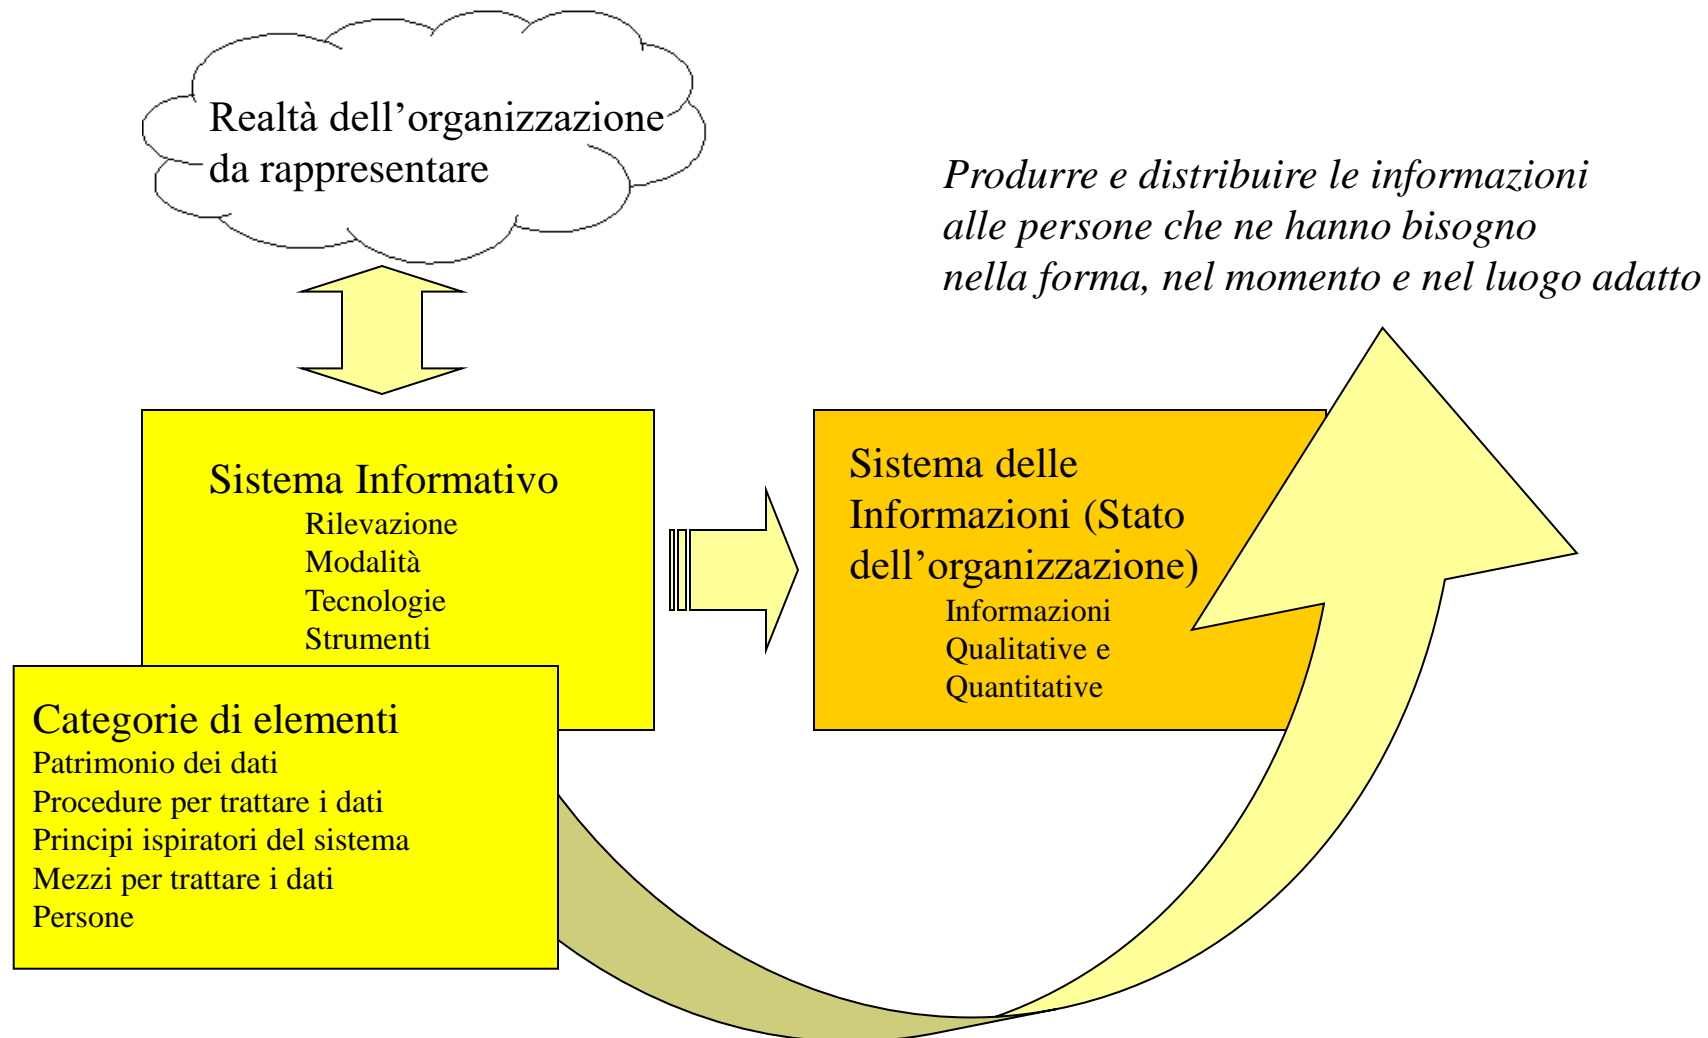 Realtà dell’organizzazione
da rappresentare
Produrre e distribuire le informazioni
alle persone che ne hanno bisogno
nella forma, nel momento e nel luogo adatto
Sistema Informativo
Rilevazione
Modalità
Tecnologie
Strumenti
Sistema delle
Informazioni (Stato
dell’organizzazione)
Informazioni
Qualitative e
Quantitative
Categorie di elementi
Patrimonio dei dati
Procedure per trattare i dati
Principi ispiratori del sistema
Mezzi per trattare i dati
Persone